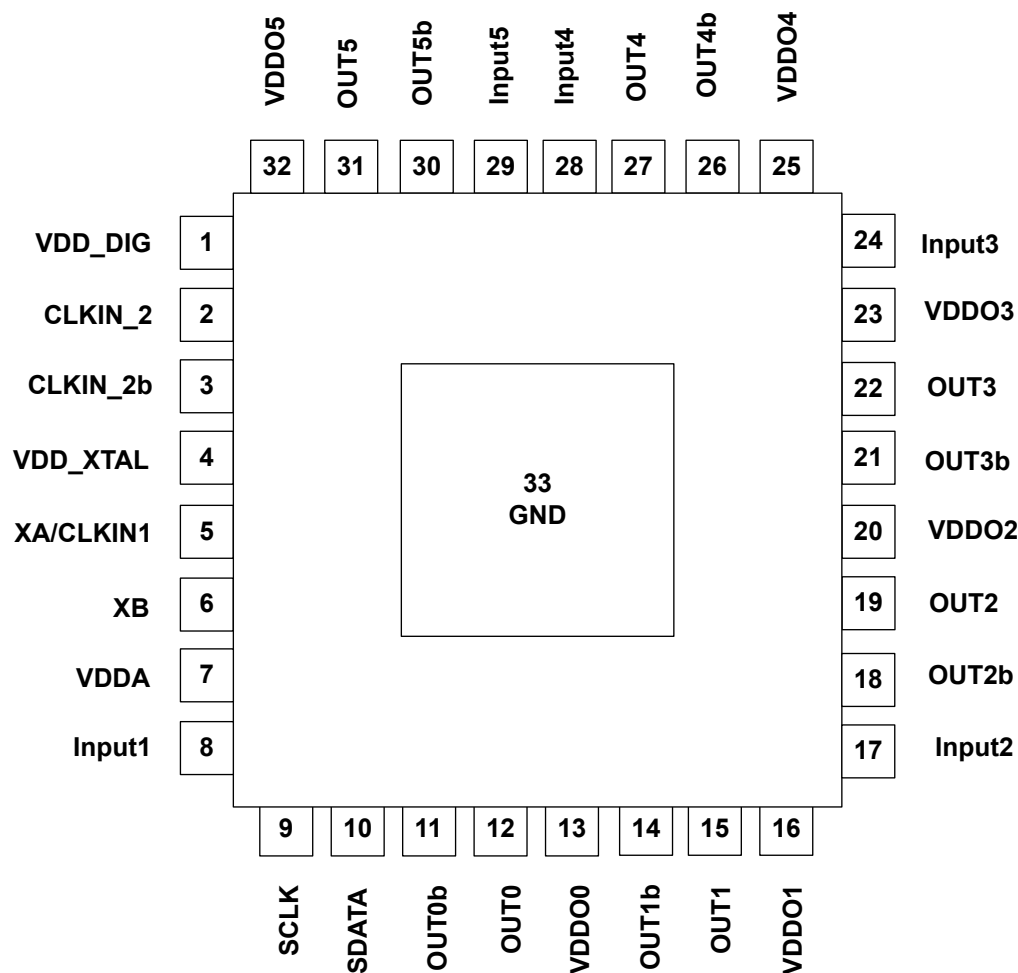 VDDO5
OUT5
OUT5b
Input5
Input4
OUT4
OUT4b
VDDO4
32
31
30
29
28
27
26
25
VDD_DIG 1
24 Input3
CLKIN_2 2
23 VDDO3
CLKIN_2b 3
22 OUT3
VDD_XTAL 4
21 OUT3b
33
GND
XA/CLKIN1 5
20 VDDO2
XB 6
19 OUT2
VDDA 7
18 OUT2b
Input1 8
17 Input2
9
10
11
12
13
14
15
16
SCLK
SDATA
OUT0b
OUT0
VDDO0
OUT1b
OUT1
VDDO1